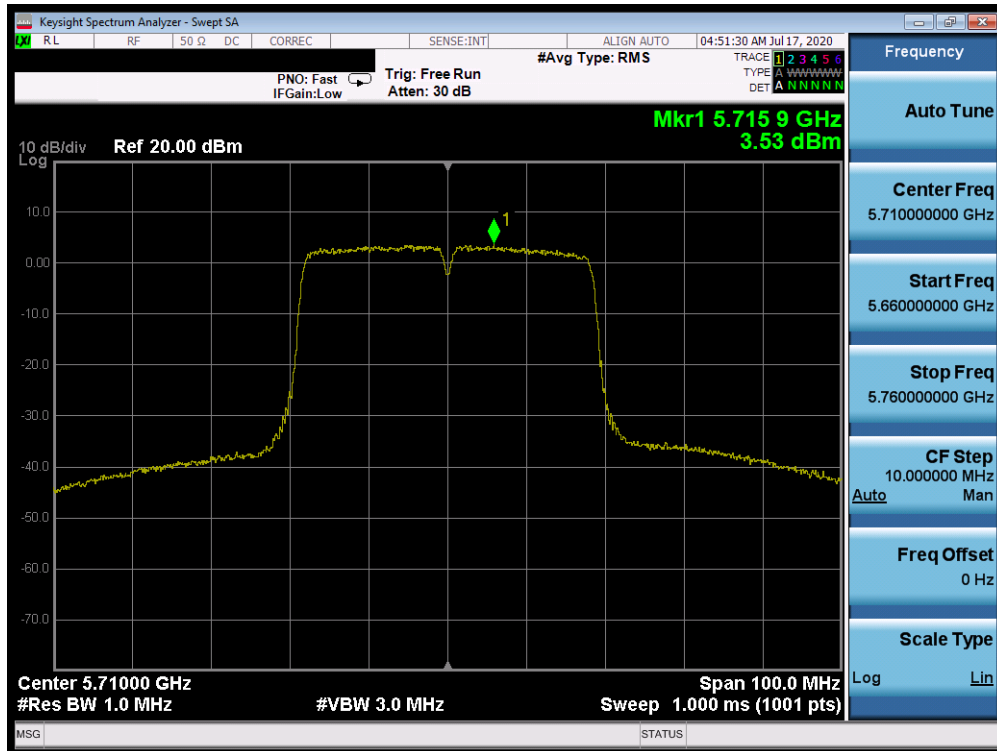 Keysight Spectrum Analyzer - Swept SA
LXI RL RF 50 Ω DC CORREC SENSE:INT ALIGN AUTO 04:51:30 AM Jul 17, 2020
Frequency
PNO: Fast
IFGain:Low
Trig: Free Run
Atten: 30 dB
#Avg Type: RMS
TRACE 1 2 3 4 5 6
TYPE A WWWWW
DET A N N N N N
Auto Tune
Mkr1 5.715 9 GHz
3.53 dBm
10 dB/div Ref 20.00 dBm
Log
1
10.0
0.00
-10.0
-20.0
-30.0
-40.0
-50.0
-60.0
-70.0
Center Freq
5.710000000 GHz
Start Freq
5.660000000 GHz
Stop Freq
5.760000000 GHz
CF Step
10.000000 MHz
Auto Man
Freq Offset
0 Hz
Scale Type
Log Lin
Center 5.71000 GHz Span 100.0 MHz
#Res BW 1.0 MHz #VBW 3.0 MHz Sweep 1.000 ms (1001 pts)
MSG STATUS